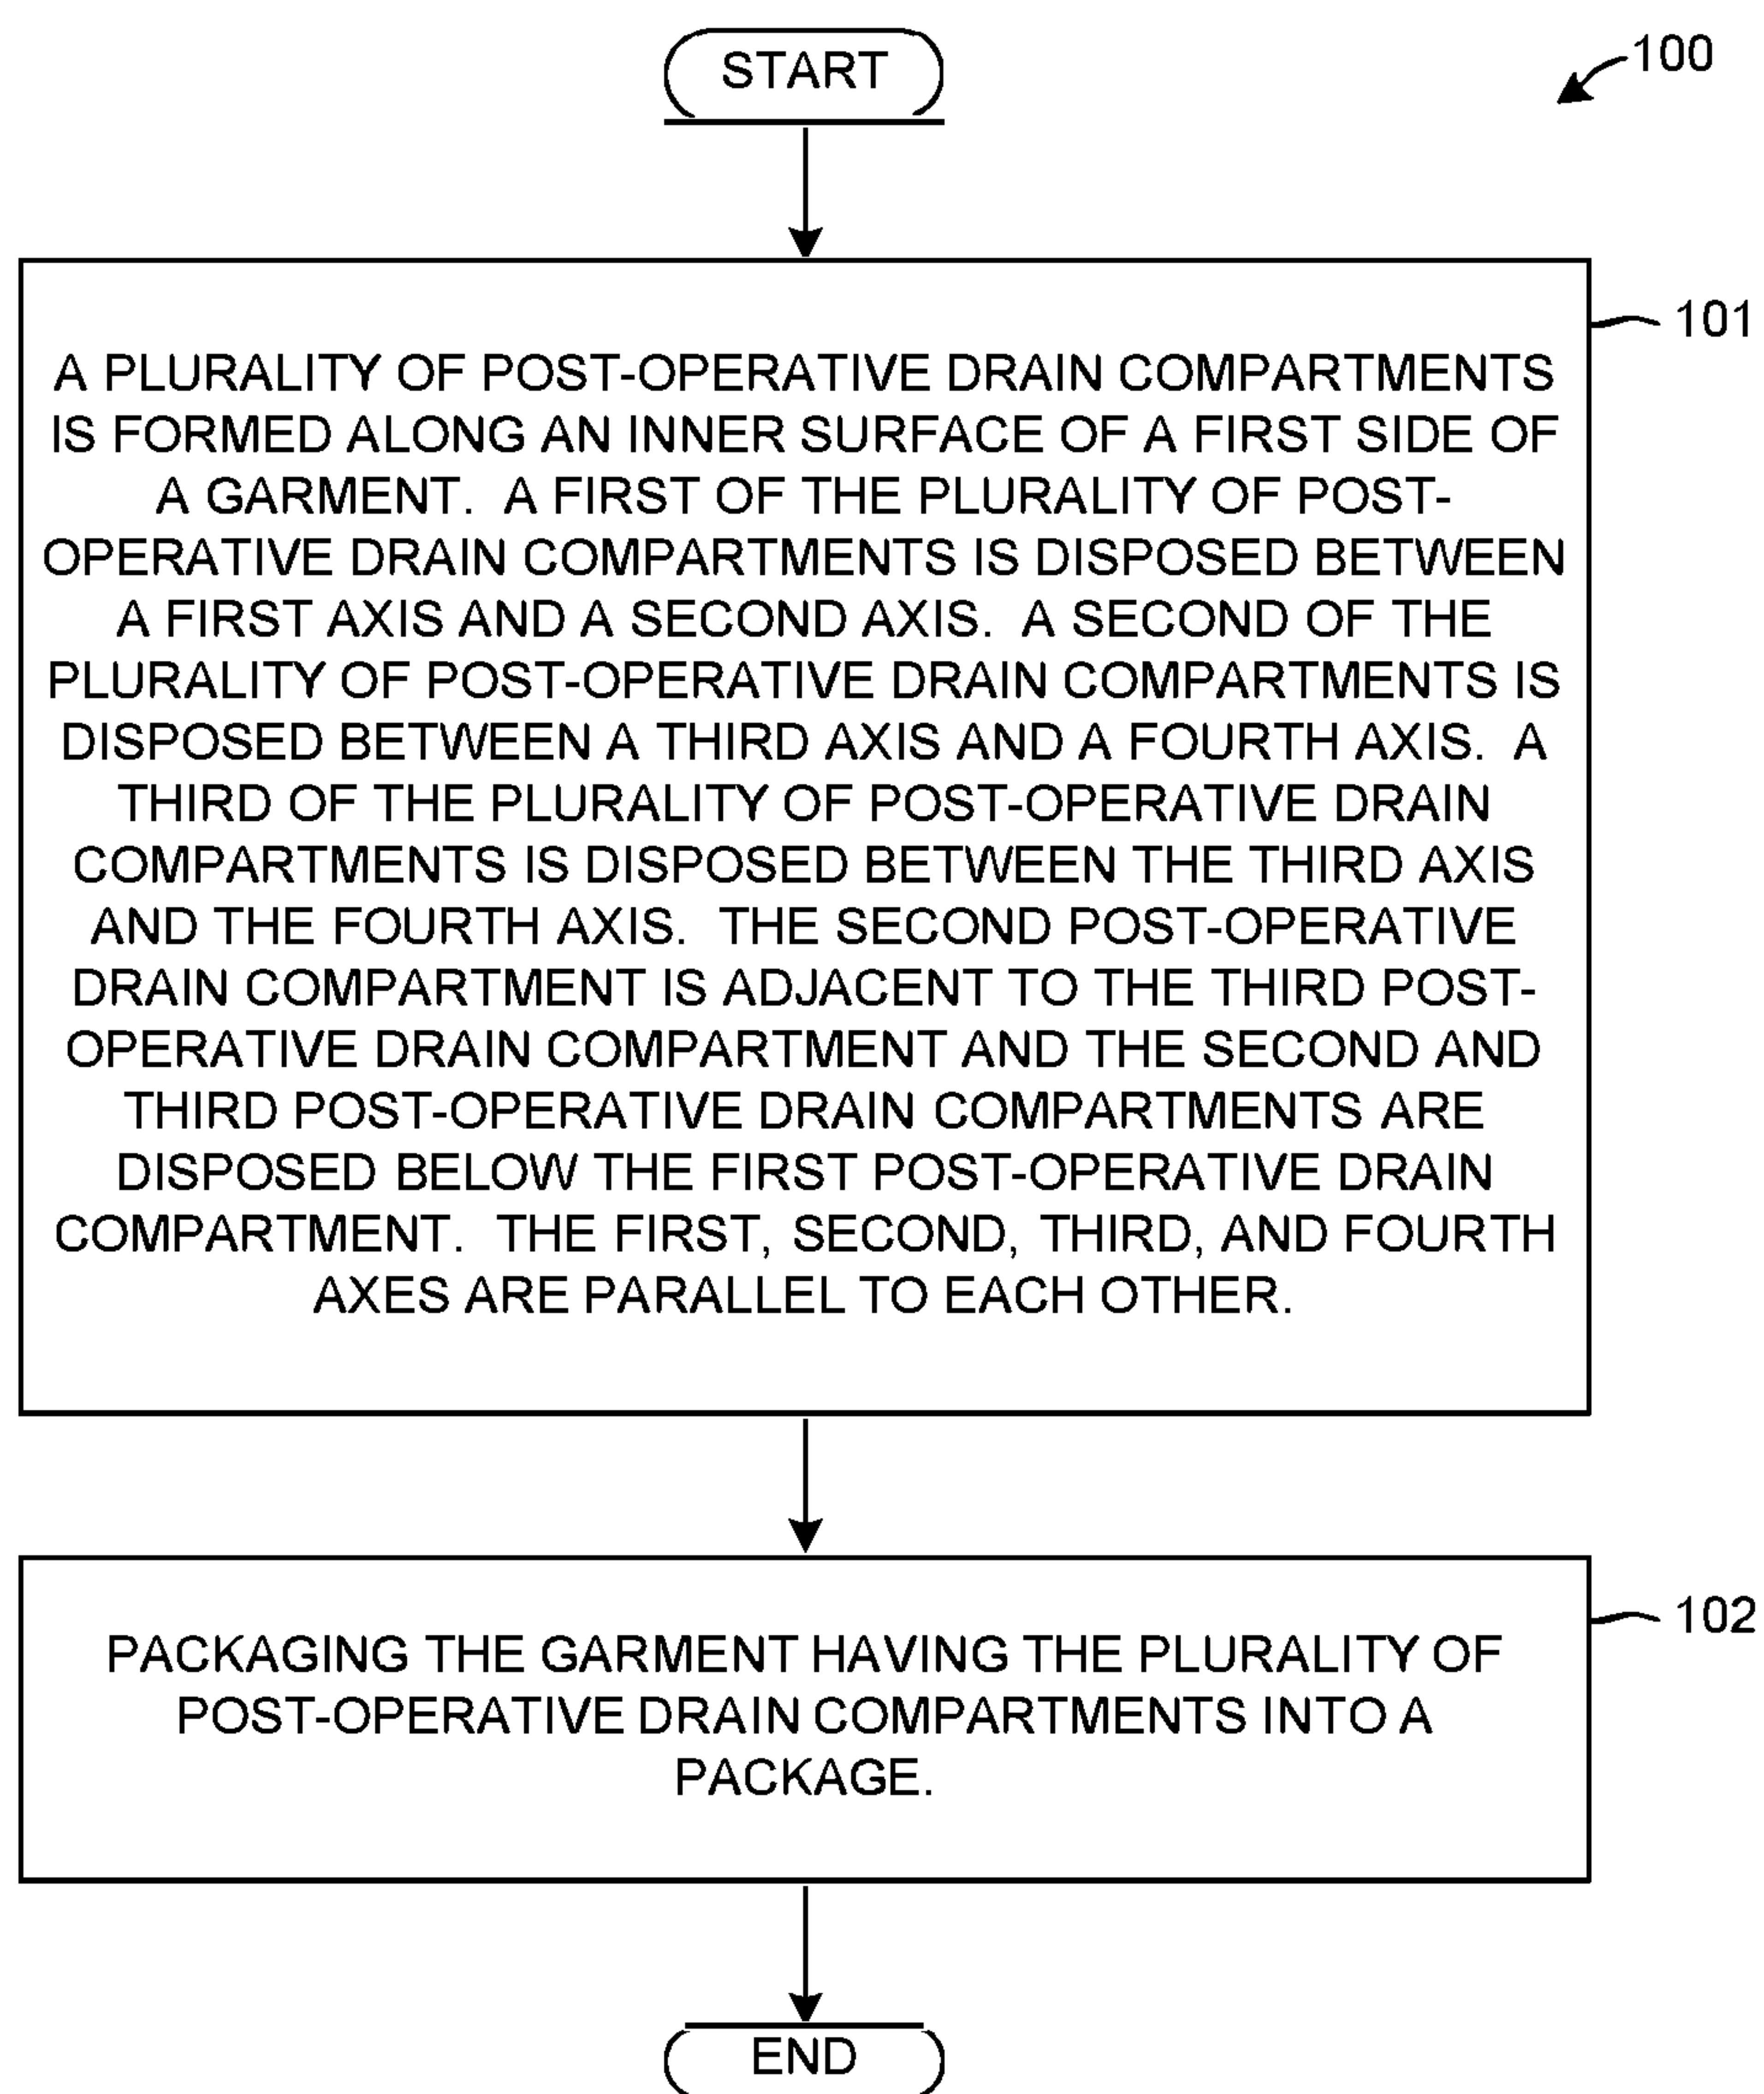 START
100
101
A PLURALITY OF POST-OPERATIVE DRAIN COMPARTMENTS
IS FORMED ALONG AN INNER SURFACE OF A FIRST SIDE OF
A GARMENT. A FIRST OF THE PLURALITY OF POST-
OPERATIVE DRAIN COMPARTMENTS IS DISPOSED BETWEEN
A FIRST AXIS AND A SECOND AXIS. A SECOND OF THE
PLURALITY OF POST-OPERATIVE DRAIN COMPARTMENTS IS
DISPOSED BETWEEN A THIRD AXIS AND A FOURTH AXIS. A
THIRD OF THE PLURALITY OF POST-OPERATIVE DRAIN
COMPARTMENTS IS DISPOSED BETWEEN THE THIRD AXIS
AND THE FOURTH AXIS. THE SECOND POST-OPERATIVE
DRAIN COMPARTMENT IS ADJACENT TO THE THIRD POST-
OPERATIVE DRAIN COMPARTMENT AND THE SECOND AND
THIRD POST-OPERATIVE DRAIN COMPARTMENTS ARE
DISPOSED BELOW THE FIRST POST-OPERATIVE DRAIN
COMPARTMENT. THE FIRST, SECOND, THIRD, AND FOURTH
AXES ARE PARALLEL TO EACH OTHER.
102
PACKAGING THE GARMENT HAVING THE PLURALITY OF
POST-OPERATIVE DRAIN COMPARTMENTS INTO A
PACKAGE.
END